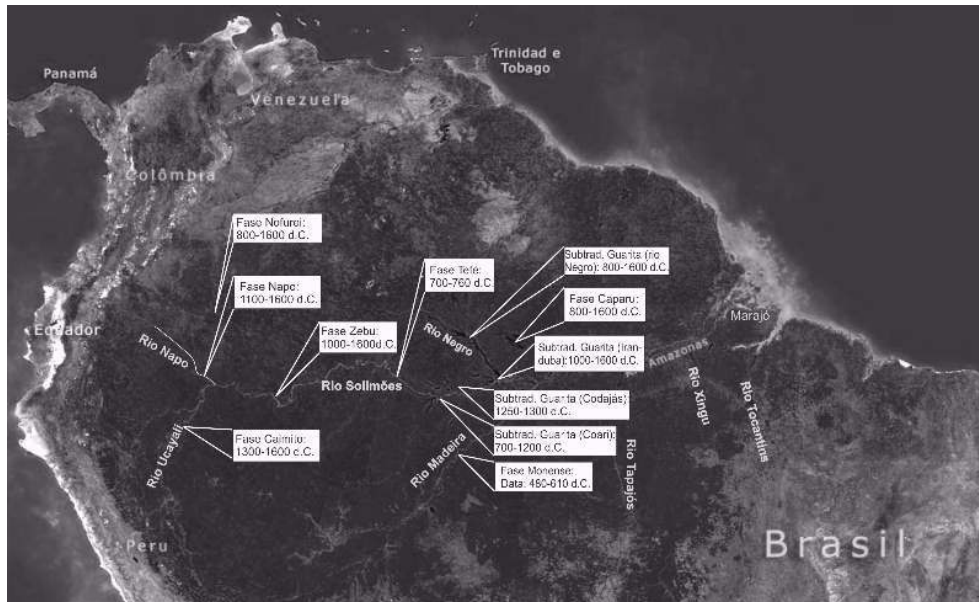 Trinidad e
Tobago
Panamá
Venezuela
Colômbia
Fase Nofuroi:
800-1600 d.C.
Subtrad. Guarita (rio
Negro): 800-1600 d.C.
Fase Tefé:
700-760 d.C.
Fase Napo:
1100-1600 d.C.
Fase Caparu:
800-1600 d.C.
Marajó
Equador
Fase Zebu:
1000-1600d.C.
Rio Negro
Rio Napo
Subtrad. Guarita (Iran-
duba):1000-1600 d.C.
Amazonas
Rio Solimões
Rio Xingu
Rio Tocantins
Subtrad. Guarita (Codajás):
1250-1300 d.C.
Subtrad. Guarita (Coari):
700-1200 d.C.
Fase Caimito:
1300-1600 d.C.
Rio Ucayali
Rio Madeira
Rio Tapajós
Fase Monense:
Data: 480-610 d.C.
Peru
Brasil